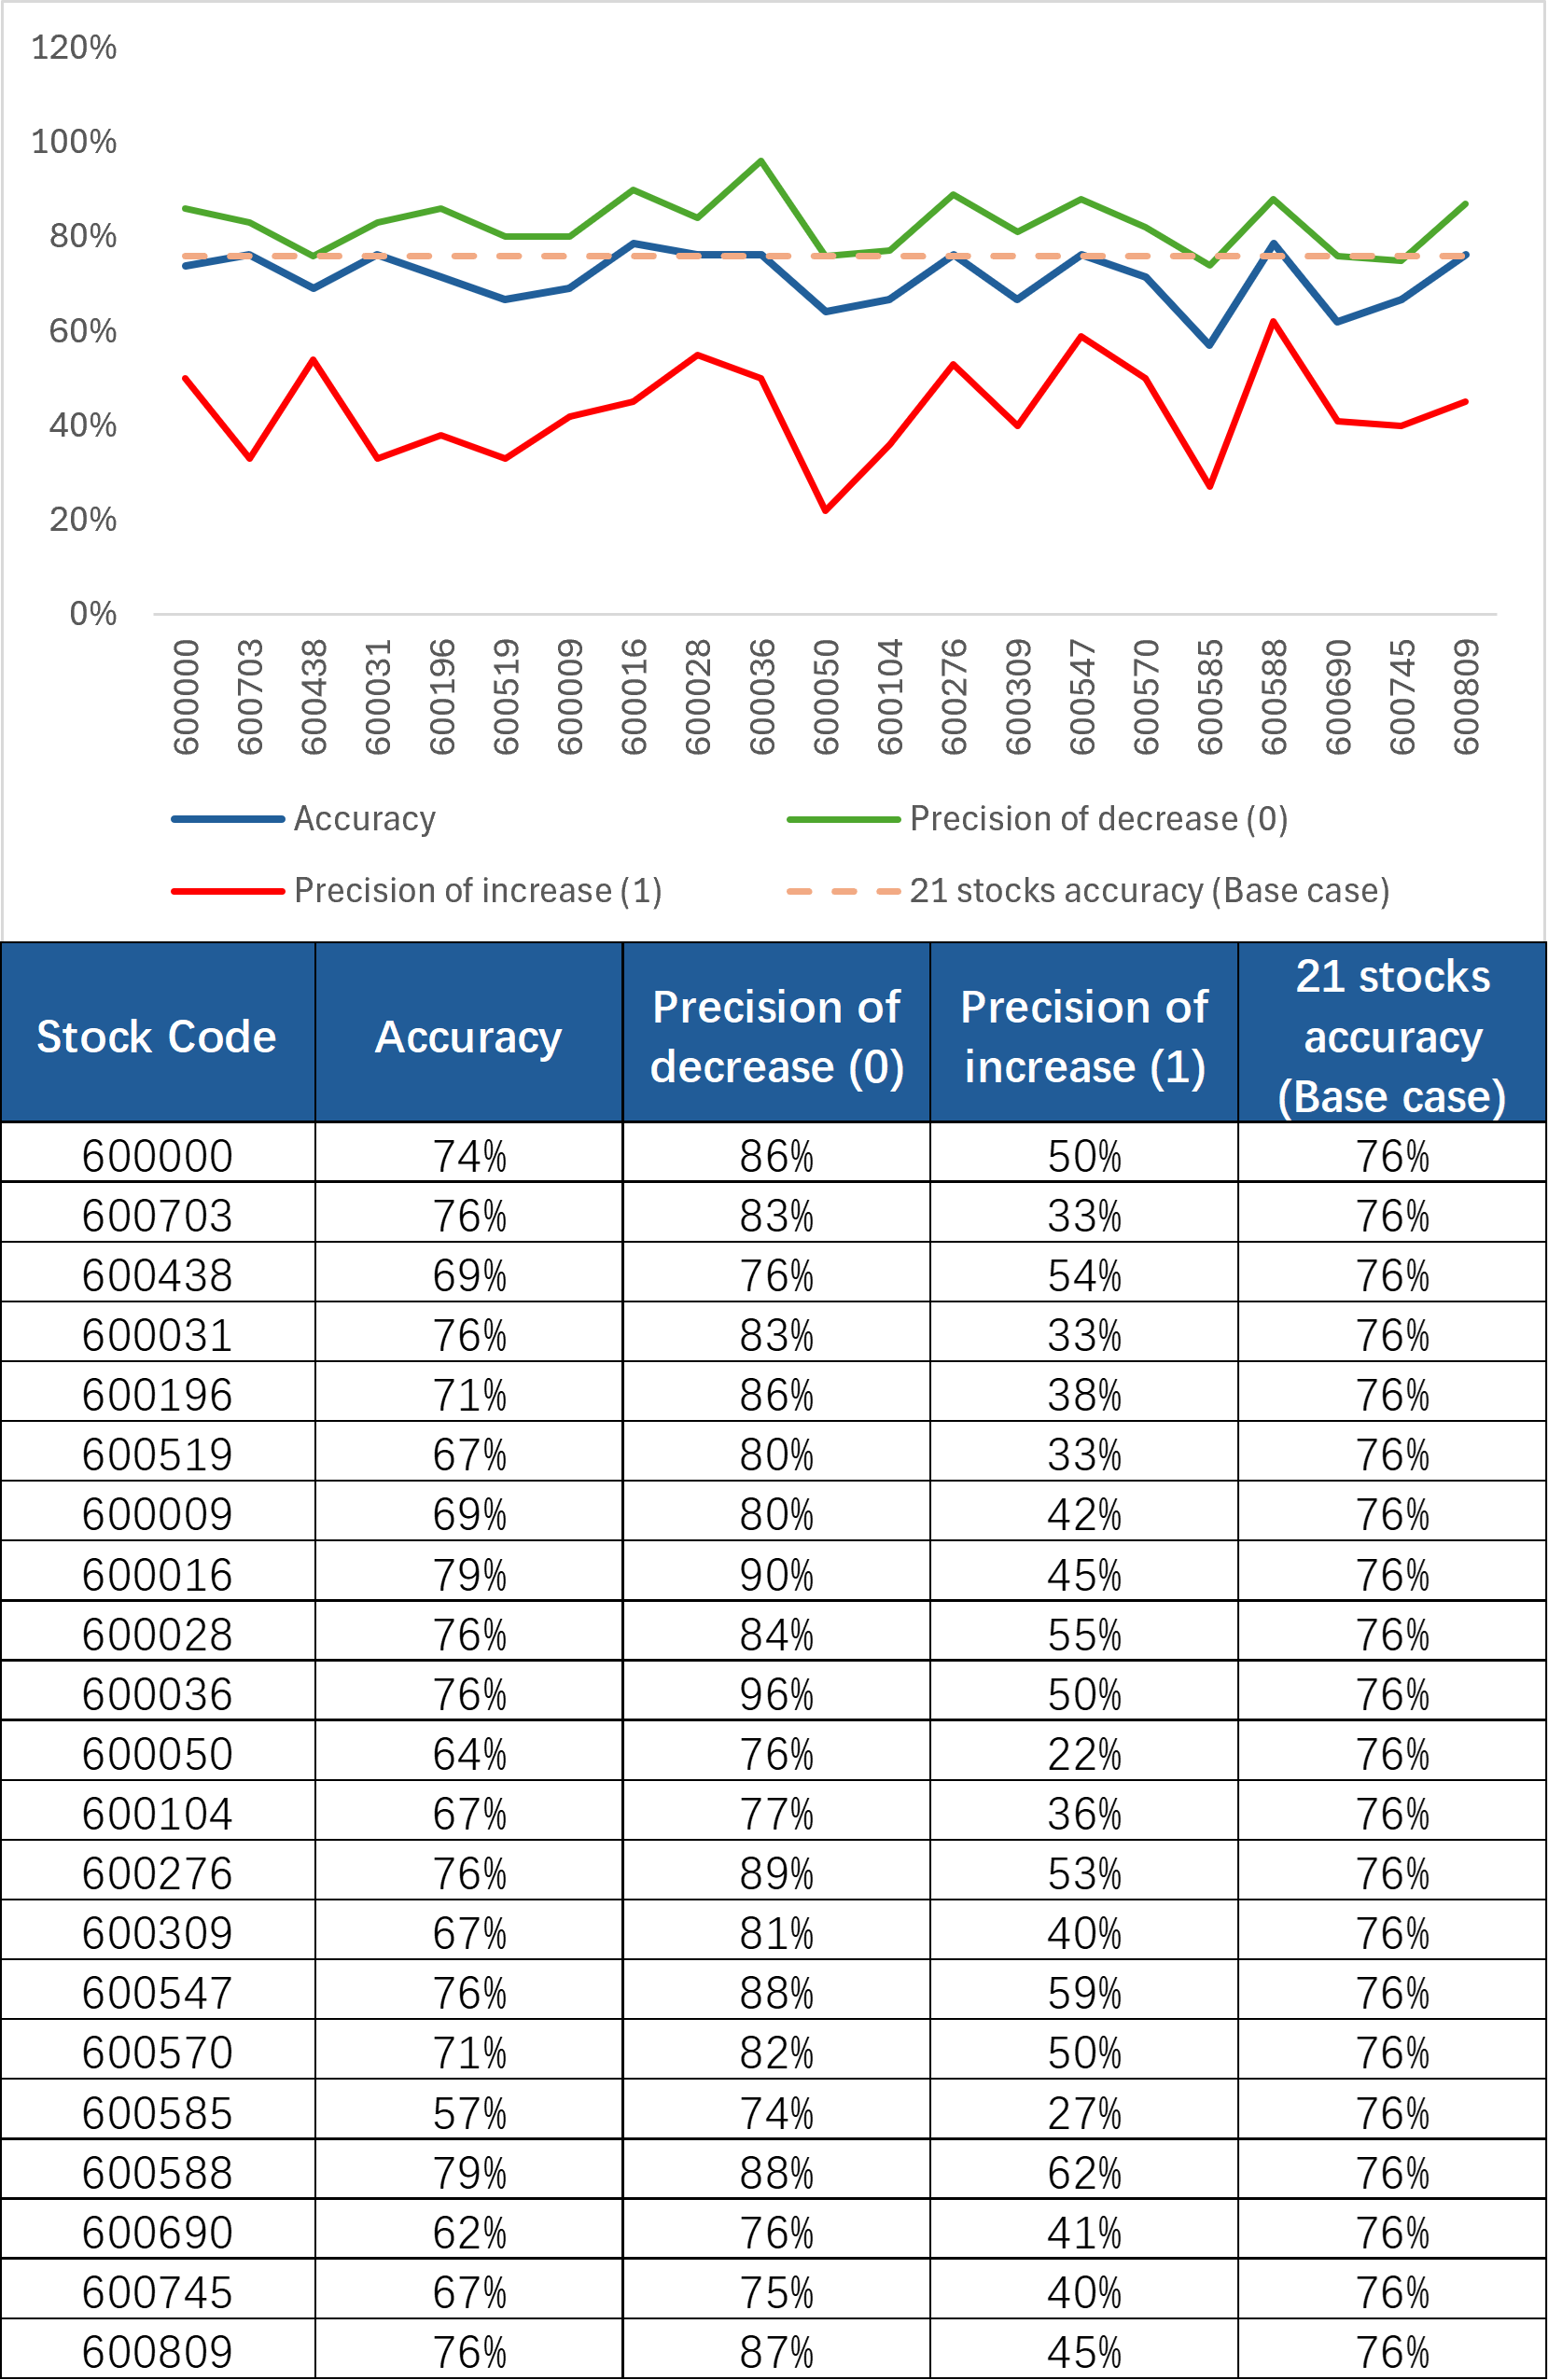 120%
100%
80%
60%
40%
20%
0%
600000 600703 600438 600031 600196 600519 600009 600016 600028 600036 600050 600104 600276 600309 600547 600570 600585 600588 600690 600745 600809
Accuracy Precision of decrease (0)
Precision of increase (1) 21 stocks accuracy (Base case)
Stock Code Accuracy Precision of decrease (0) Precision of increase (1) 21 stocks accuracy (Base case)
600000 74% 86% 50% 76%
600703 76% 83% 33% 76%
600438 69% 76% 54% 76%
600031 76% 83% 33% 76%
600196 71% 86% 38% 76%
600519 67% 80% 33% 76%
600009 69% 80% 42% 76%
600016 79% 90% 45% 76%
600028 76% 84% 55% 76%
600036 76% 96% 50% 76%
600050 64% 76% 22% 76%
600104 67% 77% 36% 76%
600276 76% 89% 53% 76%
600309 67% 81% 40% 76%
600547 76% 88% 59% 76%
600570 71% 82% 50% 76%
600585 57% 74% 27% 76%
600588 79% 88% 62% 76%
600690 62% 76% 41% 76%
600745 67% 75% 40% 76%
600809 76% 87% 45% 76%